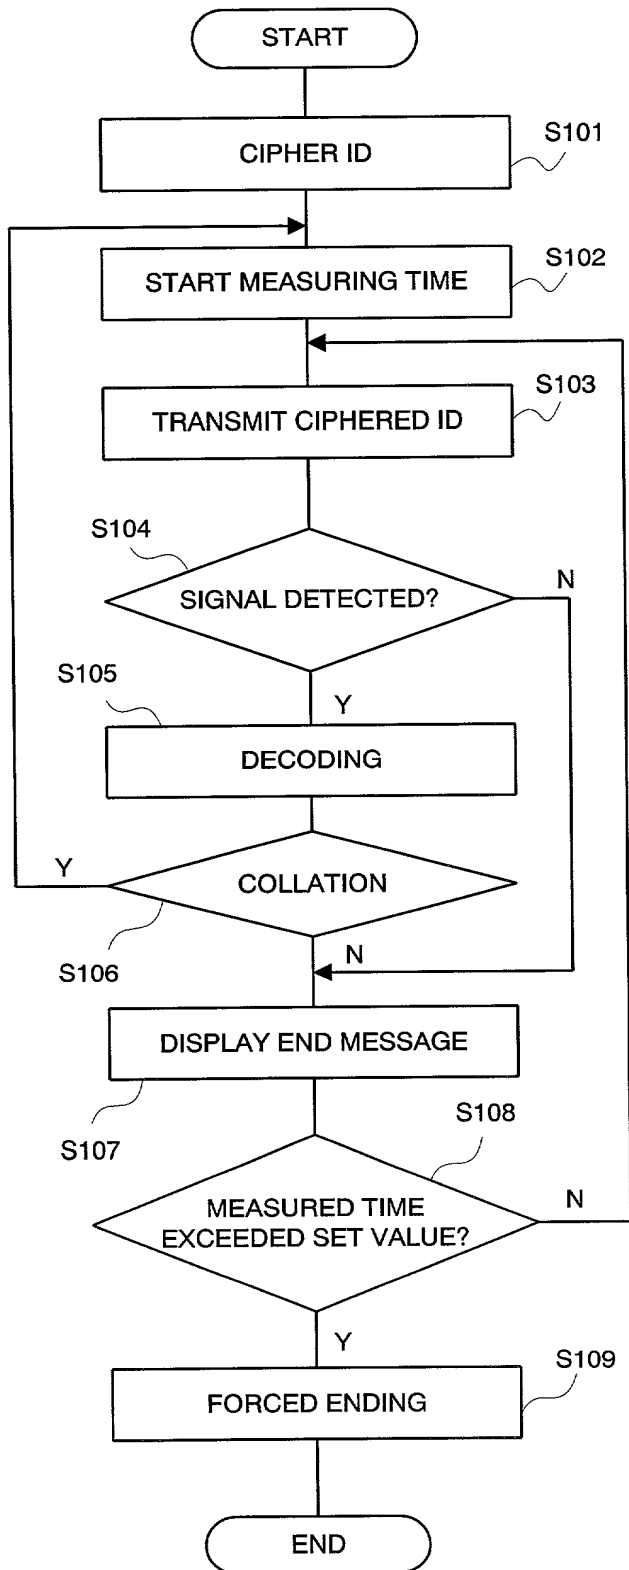 START
CIPHER ID
S101
START MEASURING TIME
S102
TRANSMIT CIPHERED ID
S103
S104
SIGNAL DETECTED?
N
S105
Y
DECODING
Y
COLLATION
S106
N
DISPLAY END MESSAGE
S107
S108
MEASURED TIME
EXCEEDED SET VALUE?
N
Y
S109
FORCED ENDING
END